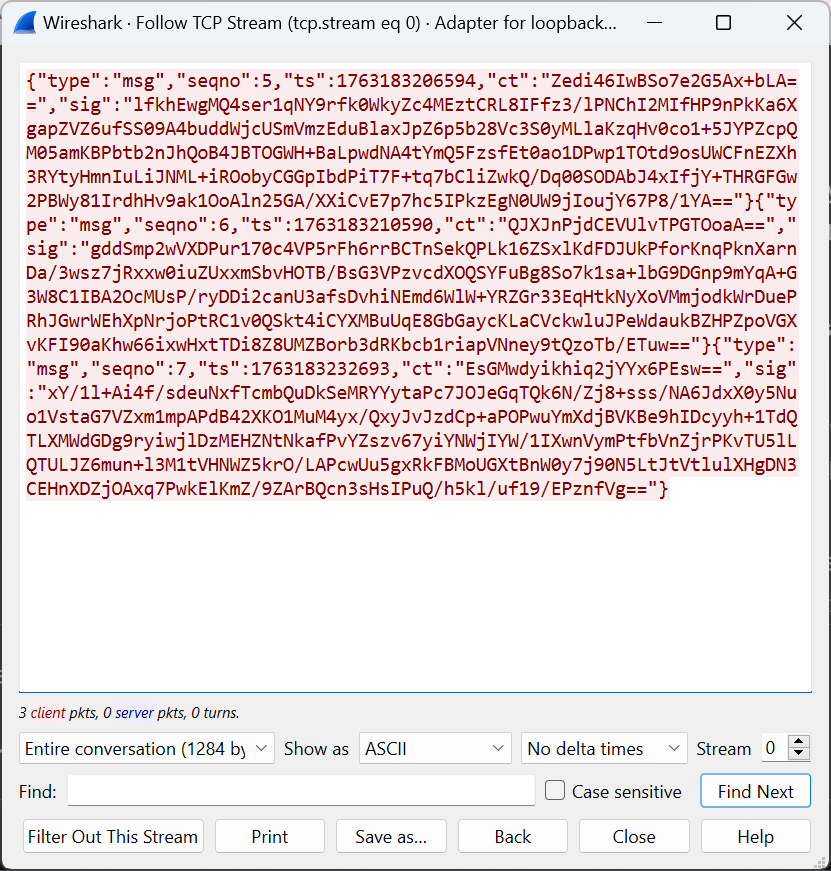 Wireshark · Follow TCP Stream (tcp.stream eq 0) · Adapter for loopback...
{"type":"msg","seqno":5,"ts":1763183206594,"ct":"Zedi46IwBSo7e2G5Ax+bLA=
=","sig":"lfkhEwgMQ4ser1qNY9rfk0WkyZc4MEztCRL8IFfz3/lPNChI2MIfHP9nPkKa6X
gapZVZ6ufSS09A4buddWjcUSmVmzEduBlaxJpZ6p5b28Vc3S0yMLlaKzqHv0co1+5JYPZcpQ
M05amKBPbtb2nJhQoB4JBTOGWH+BaLpwdNA4tYmQ5FzsfEt0ao1DPwp1TOtd9osUWCFnEZXh
3RYtyHmnIuLiJNML+iROobyCGGpIbdPiT7F+tq7bCliZwkQ/Dq00SODAbJ4xIfjY+THRGFGw
2PBWy81IrdhHv9ak1OoAln25GA/XXiCvE7p7hc5IPkzEgN0UW9jIoujY67P8/1YA=="}{"ty
pe":"msg","seqno":6,"ts":1763183210590,"ct":"QJXJnPjdCEVUlvTPGTOoaA==","
sig":"gddSmp2wVXDPur170c4VP5rFh6rrBCTnSekQPLk16ZSxlKdFDJUkPforKnqPknXarn
Da/3wsz7jRxxw0iuZUxxmSbvHOTB/BsG3VPzvcdXOQSYFuBg8So7k1sa+lbG9DGnp9mYqA+G
3W8C1IBA2OcMUsP/ryDDi2canU3afsDvhiNEmd6WlW+YRZGr33EqHtkNyXoVMmjodkWrDueP
RhJGwrWEhXpNrjoPtRC1v0QSkt4iCYXMBuUqE8GbGaycKLaCVckwluJPeWdaukBZHPZpoVGX
vKFI90aKhw66ixwHxtTDi8Z8UMZBorb3dRKbcb1riapVNney9tQzoTb/ETuw=="}{"type":
"msg","seqno":7,"ts":1763183232693,"ct":"EsGMwdyikhiq2jYYx6PEsw==","sig"
:"xY/1l+Ai4f/sdeuNxfTcmbQuDkSeMRYYytaPc7JOJeGqTQk6N/Zj8+sss/NA6JdxX0y5Nu
o1VstaG7VZxm1mpAPdB42XKO1MuM4yx/QxyJvJzdCp+aPOPwuYmXdjBVKBe9hIDcyyh+1TdQ
TLXMWdGDg9ryiwjlDzMEHZNtNkafPvYZszv67yiYNWjIYW/1IXwnVymPtfbVnZjrPKvTU5lL
QTULJZ6mun+l3M1tVHNWZ5krO/LAPcwUu5gxRkFBMoUGXtBnW0y7j90N5LtJtVtlulXHgDN3
CEHnXDZjOAxq7PwkElKmZ/9ZArBQcn3sHsIPuQ/h5kl/uf19/EPznfVg=="}
3 client pkts, 0 server pkts, 0 turns.
Entire conversation (1284 by Show as ASCII No delta times Stream 0
Find: Case sensitive Find Next
Filter Out This Stream Print Save as... Back Close Help